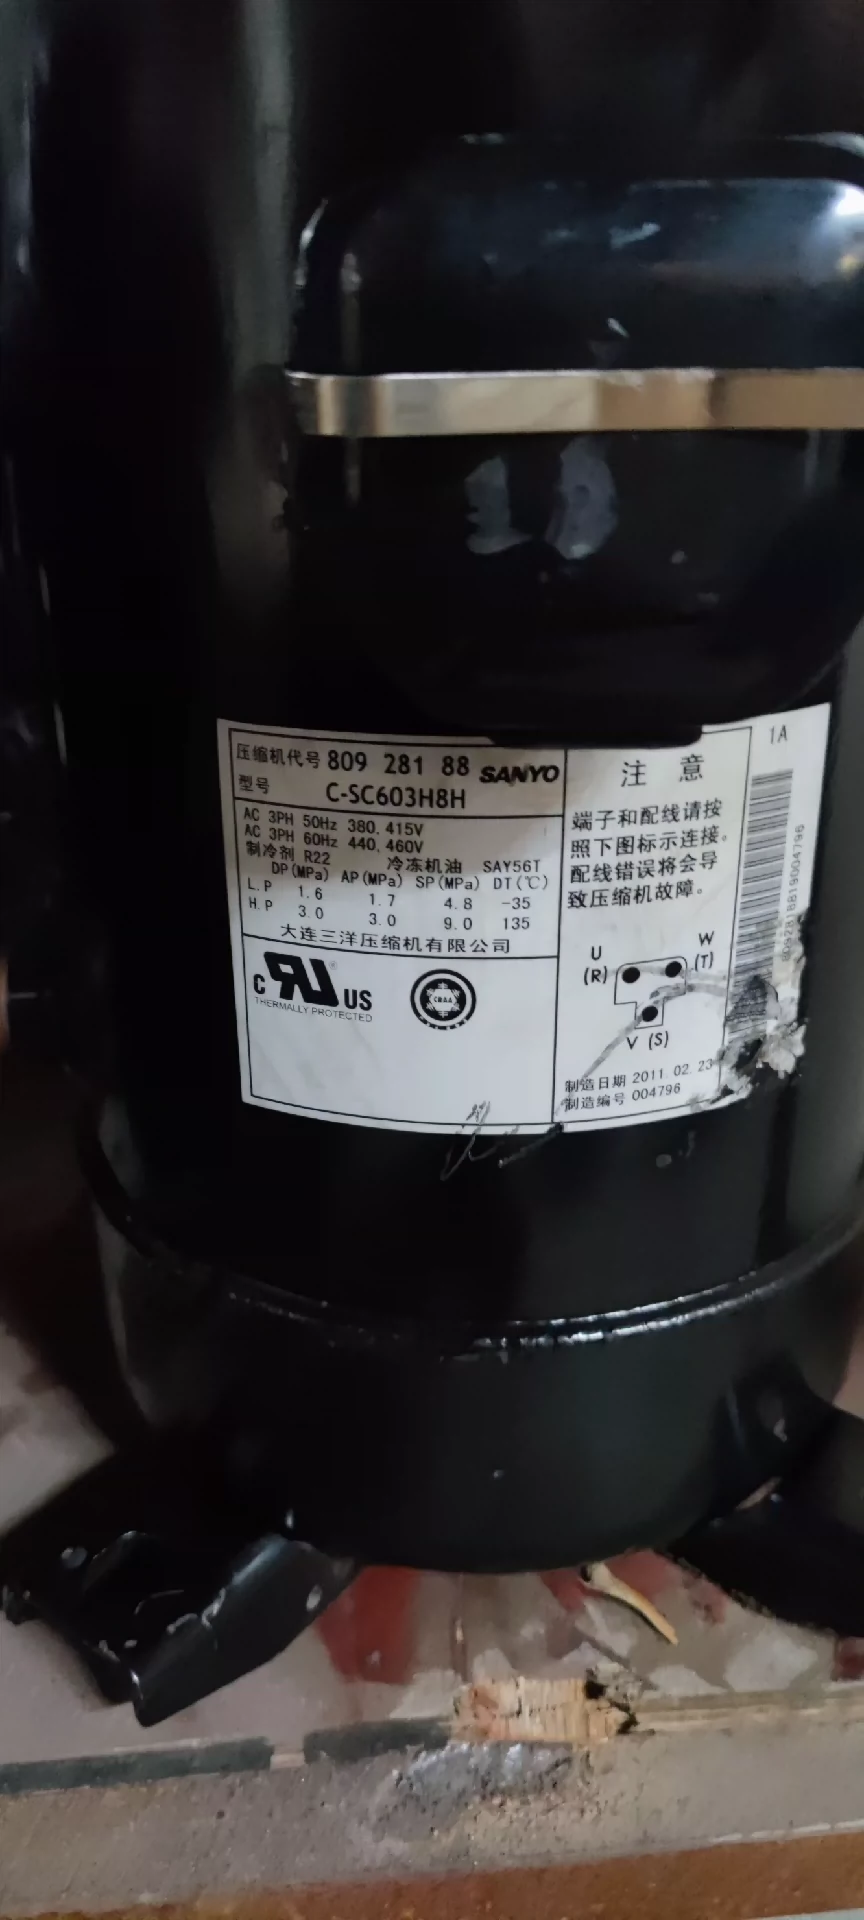 压缩机代号 809 281 88 SANYO
型号 C-SC603H8H
AC 3PH 50Hz 380, 415V
AC 3PH 60Hz 440, 460V
制冷剂 R22 冷冻机油 SAY56T
DP(MPa) AP(MPa) SP(MPa) DT(℃)
L.P 1.6 1.7 4.8 -35
H.P 3.0 3.0 9.0 135
大连三洋压缩机有限公司
C RU US
THERMALLY PROTECTED
CRAA
注 意
端子和配线请按
照下图标示连接。
配线错误将会导
致压缩机故障。
U
(R)
W
(T)
V (S)
制造日期 2011.02.23
制造编号 004796
1A
8092818819004796